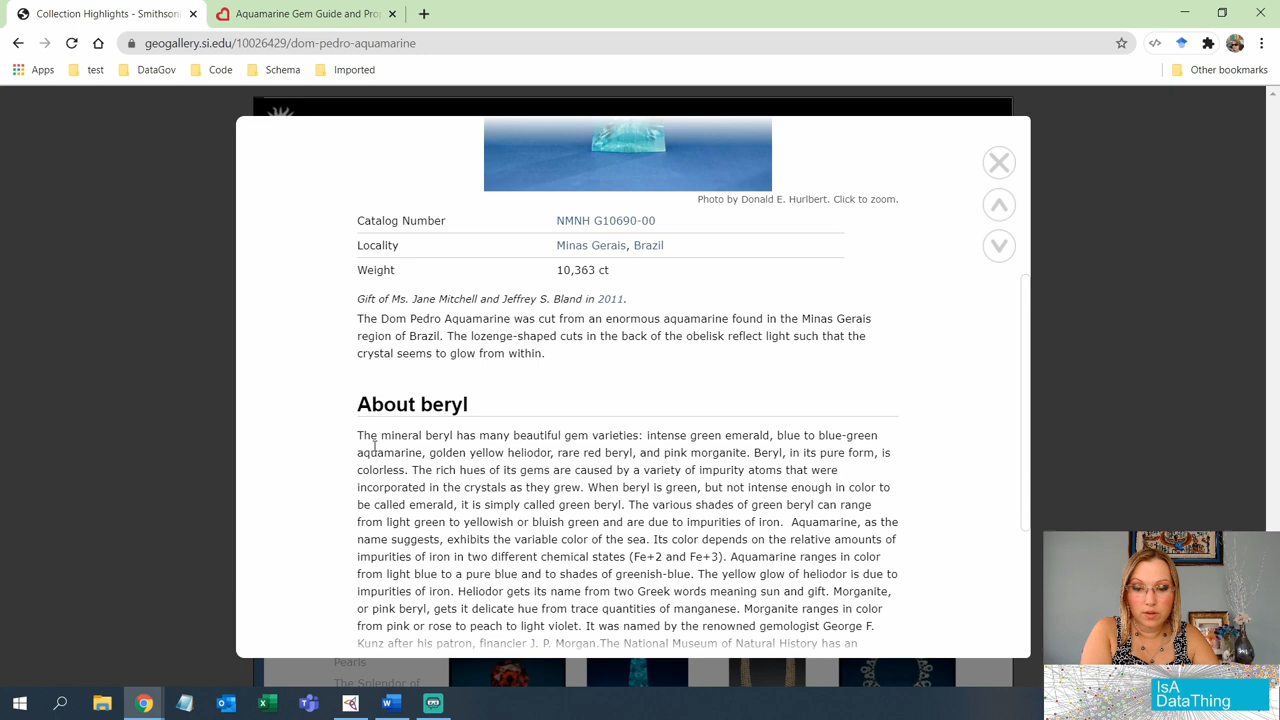 Collection Highlights - Smithsoni
Aquamarine Gem Guide and Pro
geogallery.si.edu/10026429/dom-pedro-aquamarine
Apps
test
DataGov
Code
Schema
Imported
Other bookmarks
Photo by Donald E. Hurlbert. Click to zoom.
Catalog Number NMNH G10690-00
Locality Minas Gerais, Brazil
Weight 10,363 ct
Gift of Ms. Jane Mitchell and Jeffrey S. Bland in 2011.
The Dom Pedro Aquamarine was cut from an enormous aquamarine found in the Minas Gerais
region of Brazil. The lozenge-shaped cuts in the back of the obelisk reflect light such that the
crystal seems to glow from within.
About beryl
The mineral beryl has many beautiful gem varieties: intense green emerald, blue to blue-green
aquamarine, golden yellow heliodor, rare red beryl, and pink morganite. Beryl, in its pure form, is
colorless. The rich hues of its gems are caused by a variety of impurity atoms that were
incorporated in the crystals as they grew. When beryl is green, but not intense enough in color to
be called emerald, it is simply called green beryl. The various shades of green beryl can range
from light green to yellowish or bluish green and are due to impurities of iron.  Aquamarine, as the
name suggests, exhibits the variable color of the sea. Its color depends on the relative amounts of
impurities of iron in two different chemical states (Fe+2 and Fe+3). Aquamarine ranges in color
from light blue to a pure blue and to shades of greenish-blue. The yellow glow of heliodor is due to
impurities of iron. Heliodor gets its name from two Greek words meaning sun and gift. Morganite,
or pink beryl, gets it delicate hue from trace quantities of manganese. Morganite ranges in color
from pink or rose to peach to light violet. It was named by the renowned gemologist George F.
Kunz after his patron, financier J. P. Morgan.The National Museum of Natural History has an
Pearls
The Splendor of
IsA
DataThing